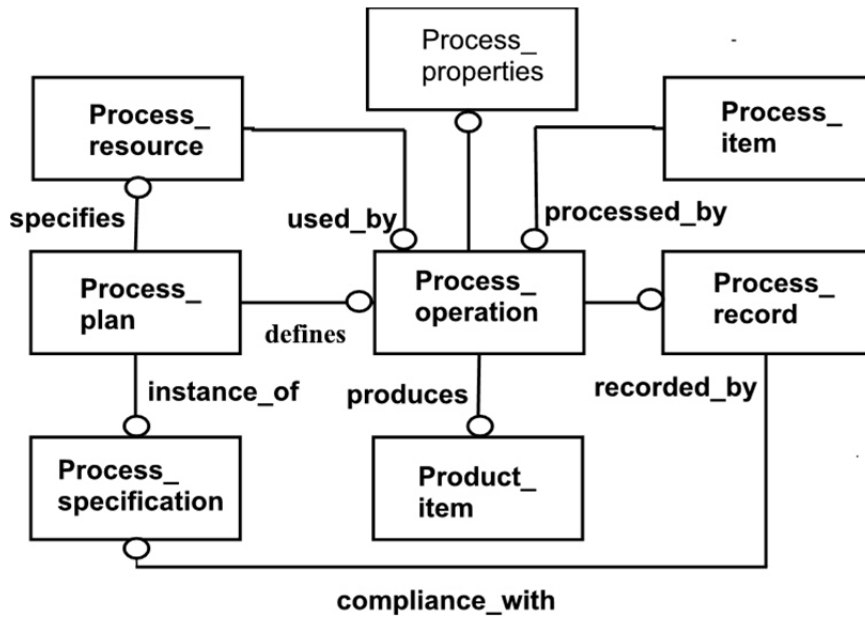 Process_
properties
Process_
resource
Process_
item
specifies
used_by
processed_by
Process_
plan
defines
Process_
operation
Process_
record
instance_of
produces
recorded_by
Process_
specification
Product_
item
compliance_with